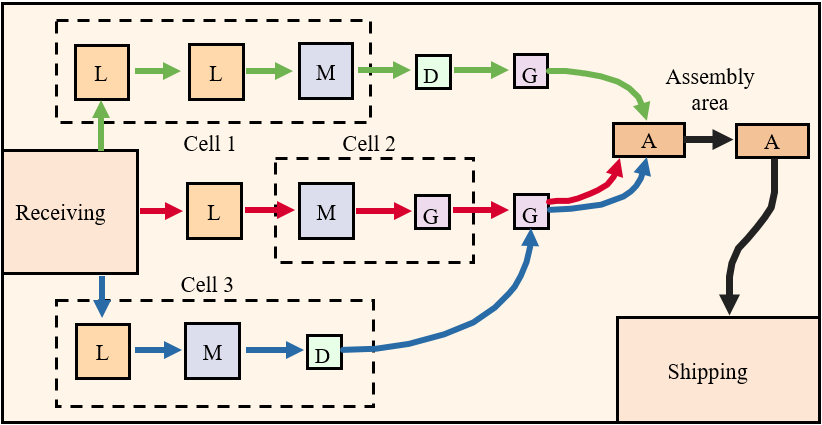 L
L
M
D
G
Assembly
area
A
A
Cell 1
Cell 2
Receiving
L
M
G
G
Cell 3
L
M
D
Shipping